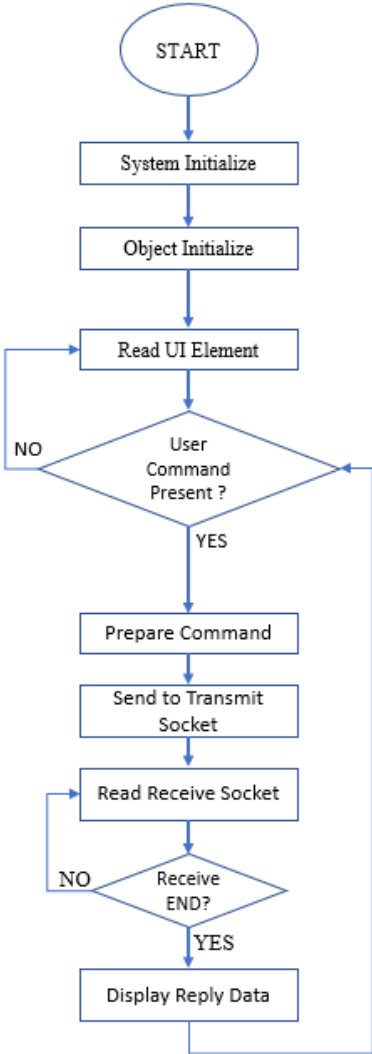 START
System Initialize
Object Initialize
Read UI Element
User
Command
Present ?
NO
YES
Prepare Command
Send to Transmit
Socket
Read Receive Socket
Receive
END?
NO
YES
Display Reply Data